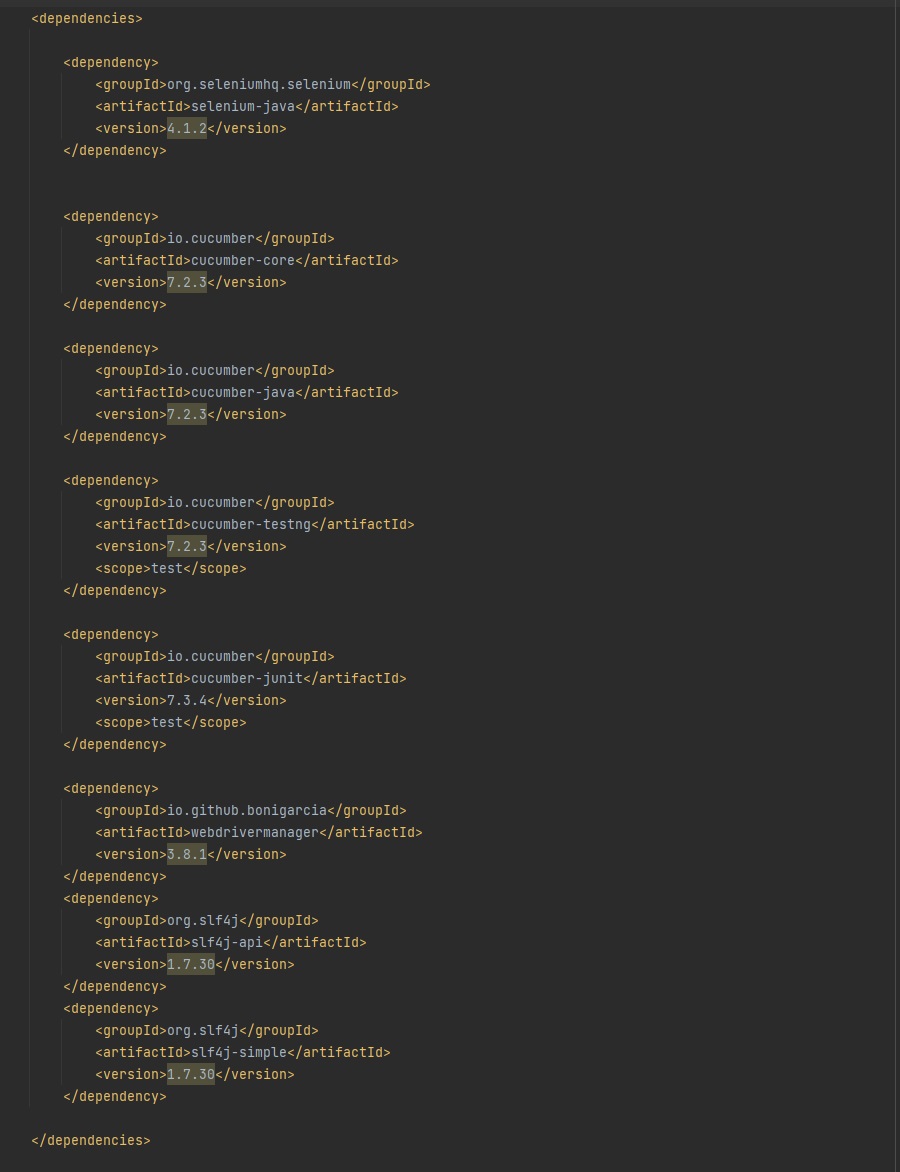 <dependencies>
<dependency>
<groupId>org.seleniumhq.selenium</groupId>
<artifactId>selenium-java</artifactId>
<version>4.1.2</version>
</dependency>
<dependency>
<groupId>io.cucumber</groupId>
<artifactId>cucumber-core</artifactId>
<version>7.2.3</version>
</dependency>
<dependency>
<groupId>io.cucumber</groupId>
<artifactId>cucumber-java</artifactId>
<version>7.2.3</version>
</dependency>
<dependency>
<groupId>io.cucumber</groupId>
<artifactId>cucumber-testng</artifactId>
<version>7.2.3</version>
<scope>test</scope>
</dependency>
<dependency>
<groupId>io.cucumber</groupId>
<artifactId>cucumber-junit</artifactId>
<version>7.3.4</version>
<scope>test</scope>
</dependency>
<dependency>
<groupId>io.github.bonigarcia</groupId>
<artifactId>webdrivermanager</artifactId>
<version>3.8.1</version>
</dependency>
<dependency>
<groupId>org.slf4j</groupId>
<artifactId>slf4j-api</artifactId>
<version>1.7.30</version>
</dependency>
<dependency>
<groupId>org.slf4j</groupId>
<artifactId>slf4j-simple</artifactId>
<version>1.7.30</version>
</dependency>
</dependencies>